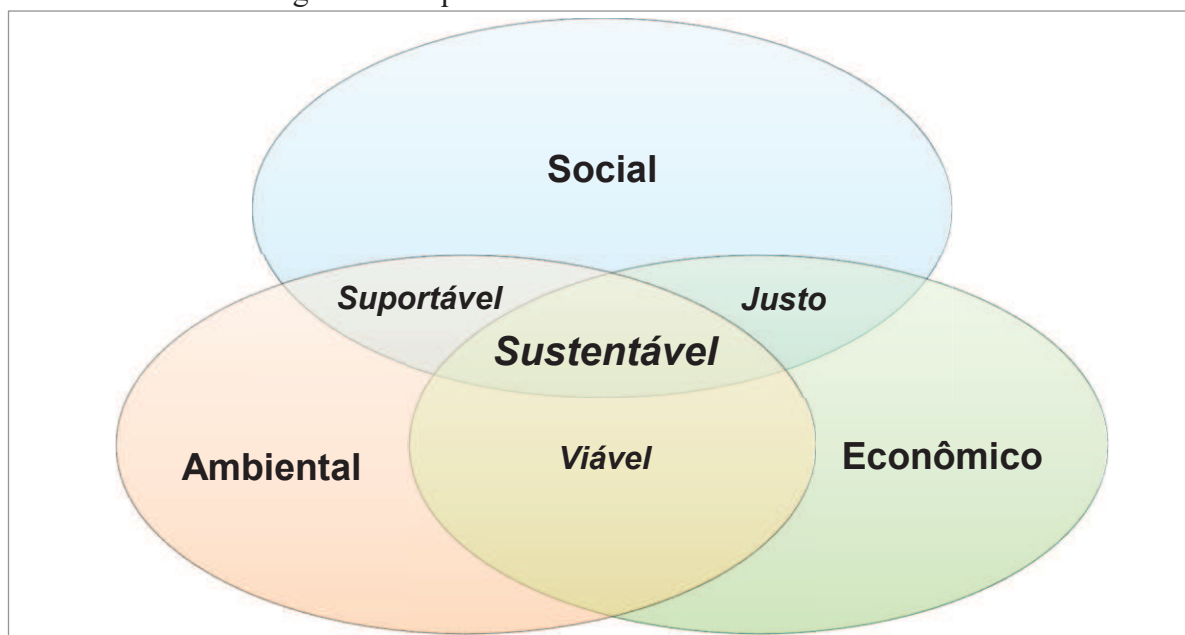 Social
Suportável
Justo
Sustentável
Ambiental
Viável
Econômico